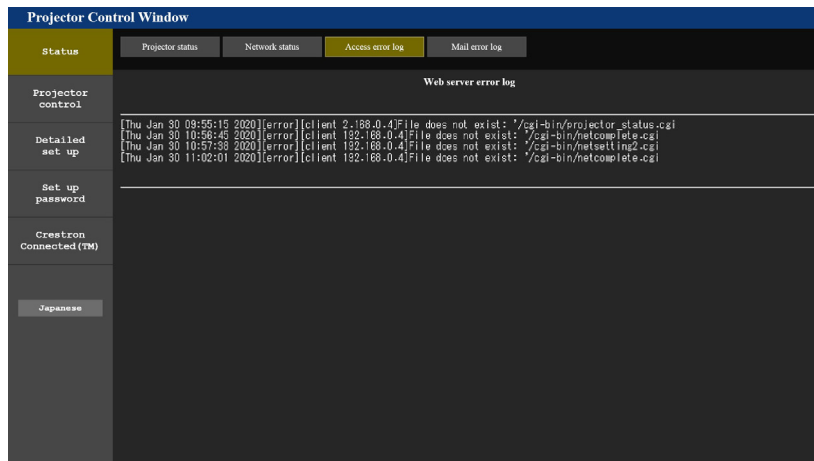 Projector Control Window
Status
Projector status
Network status
Access error log
Mail error log
Projector
control
Detailed
set up
Set up
password
Crestron
Connected(TM)
Japanese
Web server error log
[Thu Jan 30 09:55:15 2020][error][client 2.168.0.4]File does not exist: '/cgi-bin/projector_status.cgi
[Thu Jan 30 10:56:45 2020][error][client 192.168.0.4]File does not exist: '/cgi-bin/netcomplete.cgi
[Thu Jan 30 10:57:38 2020][error][client 192.168.0.4]File does not exist: '/cgi-bin/netsetting2.cgi
[Thu Jan 30 11:02:01 2020][error][client 192.168.0.4]File does not exist: '/cgi-bin/netcomplete.cgi